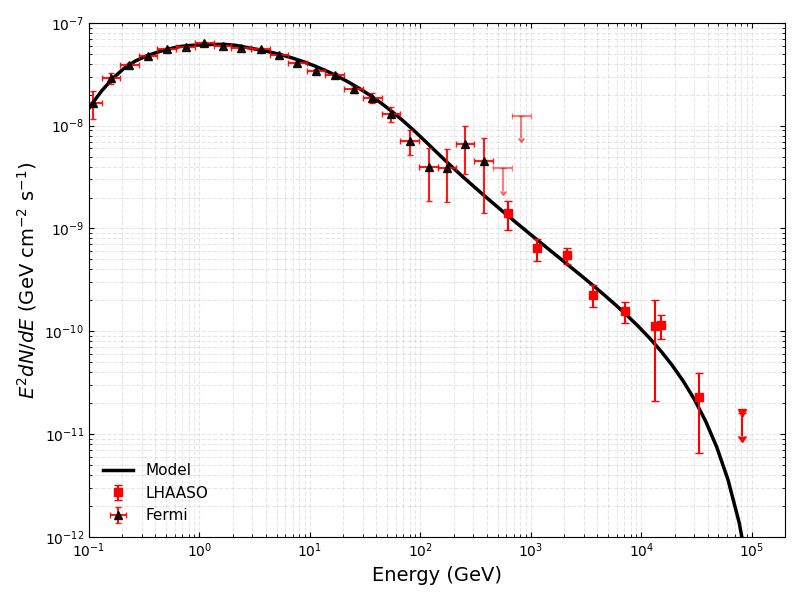 10⁻⁷
10⁻⁸
10⁻⁹
10⁻¹⁰
10⁻¹¹
10⁻¹²
E²dN/dE (GeV cm⁻² s⁻¹)
Model
LHAASO
Fermi
10⁻¹ 10⁰ 10¹ 10² 10³ 10⁴ 10⁵
Energy (GeV)